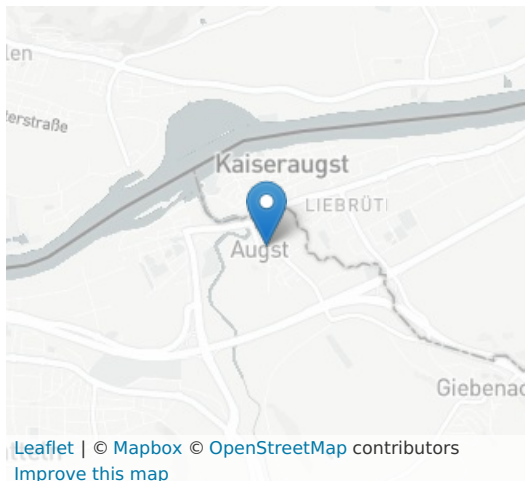 len
erstraße
Kaiseraugst
LIEBRÜTI
Augst
Giebenac
Leaflet | © Mapbox © OpenStreetMap contributors
Improve this map